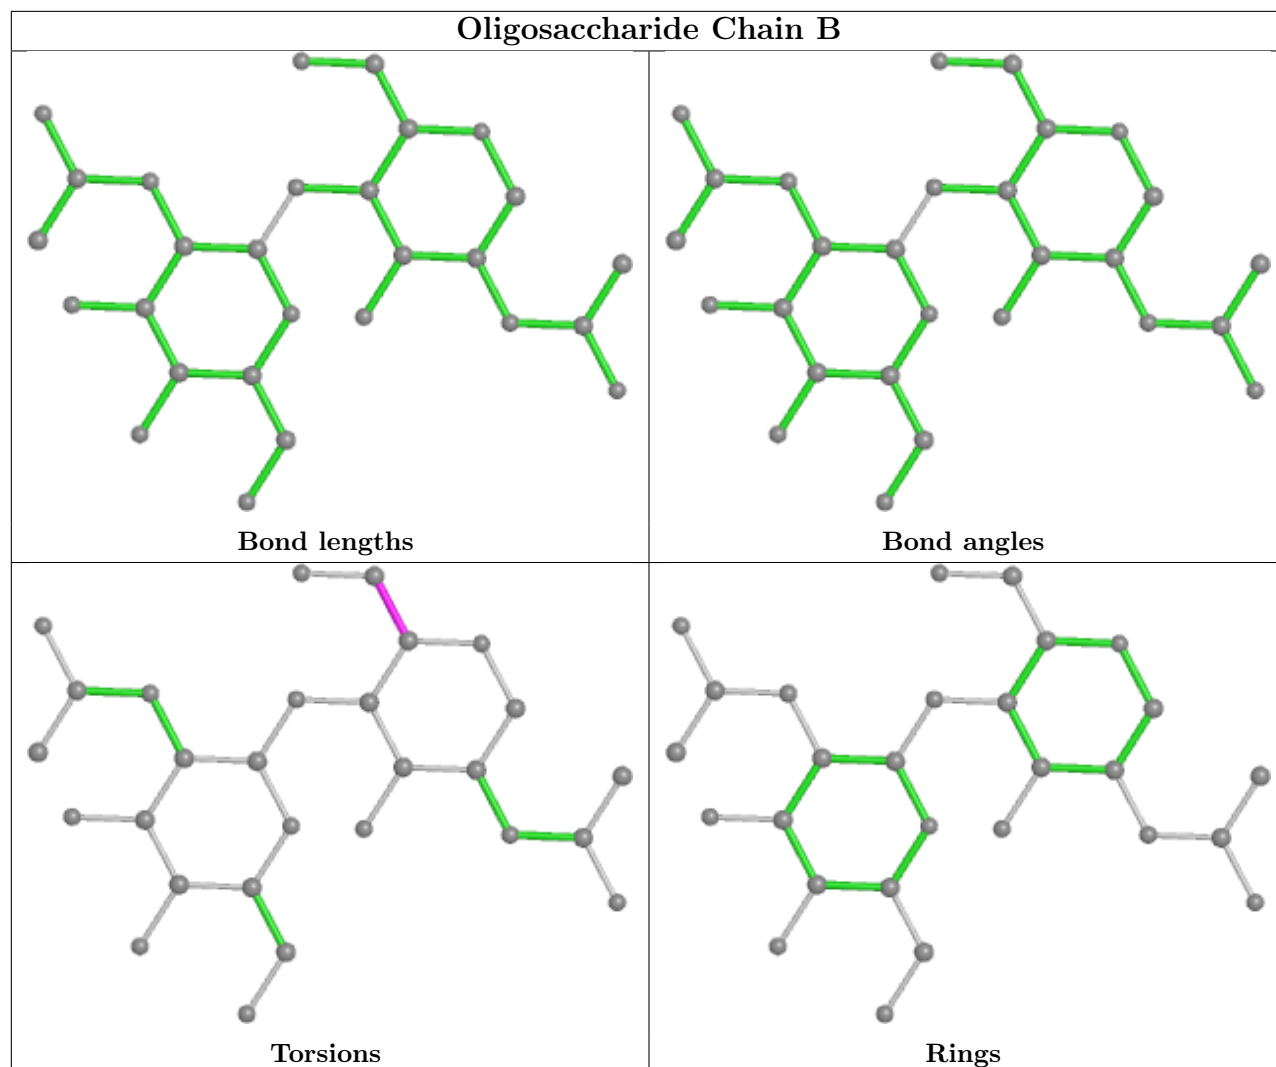 Oligosaccharide Chain B
Bond lengths
Bond angles
Torsions
Rings